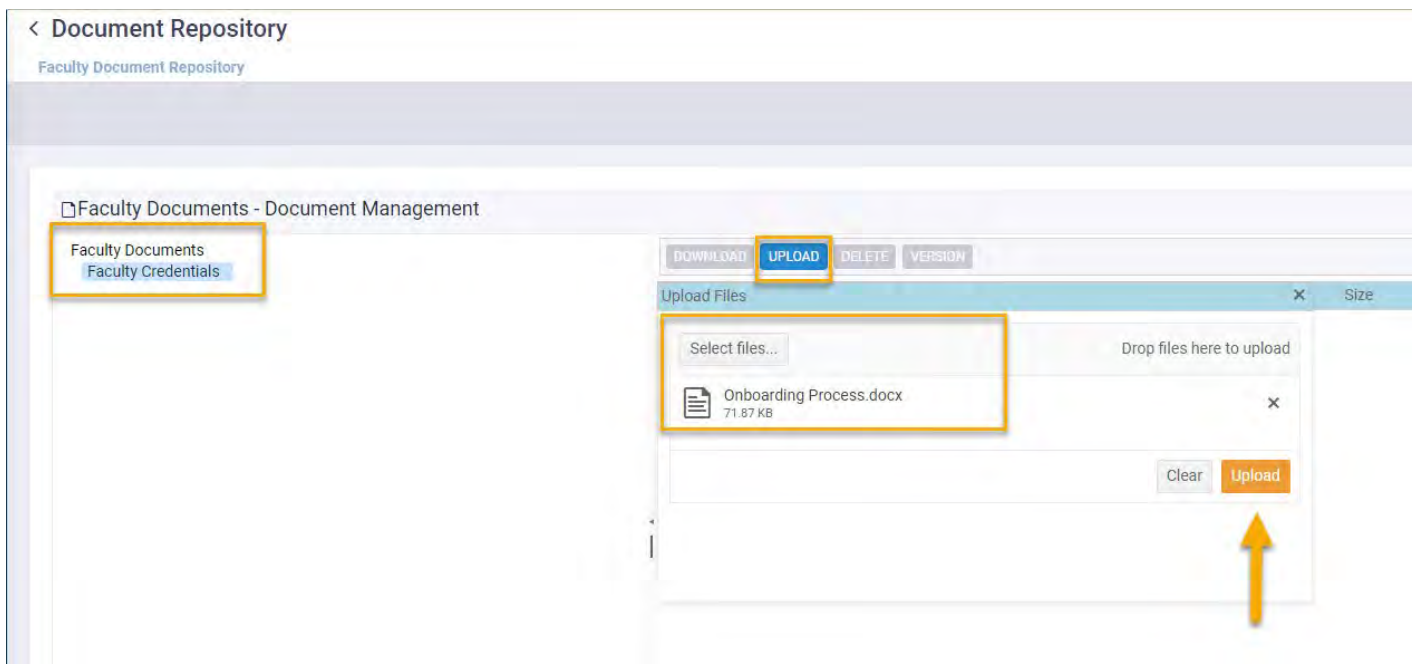 Document Repository
Faculty Document Repository
Faculty Documents - Document Management
Faculty Documents
Faculty Credentials
DOWNLOAD UPLOAD DELETE VERSION
Upload Files
Size
Select files...
Drop files here to upload
Onboarding Process.docx
71.87 KB
Clear Upload